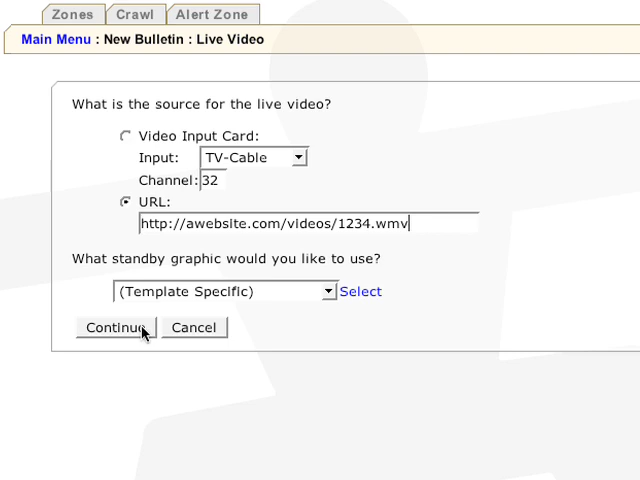 Zones Crawl Alert Zone
Main Menu : New Bulletin : Live Video
What is the source for the live video?
Video Input Card:
Input: TV-Cable
Channel: 32
URL:
http://awebsite.com/videos/1234.wmv
What standby graphic would you like to use?
(Template Specific) Select
Continue Cancel